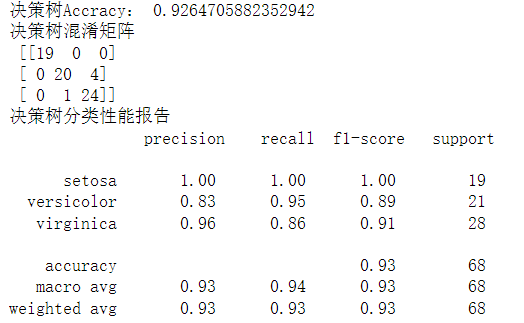 决策树Accracy： 0.9264705882352942
决策树混淆矩阵
[[19  0  0]
[ 0 20  4]
[ 0  1 24]]
决策树分类性能报告
precision    recall  f1-score   support
setosa       1.00      1.00      1.00        19
versicolor       0.83      0.95      0.89        21
virginica       0.96      0.86      0.91        28
accuracy                           0.93        68
macro avg       0.93      0.94      0.93        68
weighted avg       0.93      0.93      0.93        68